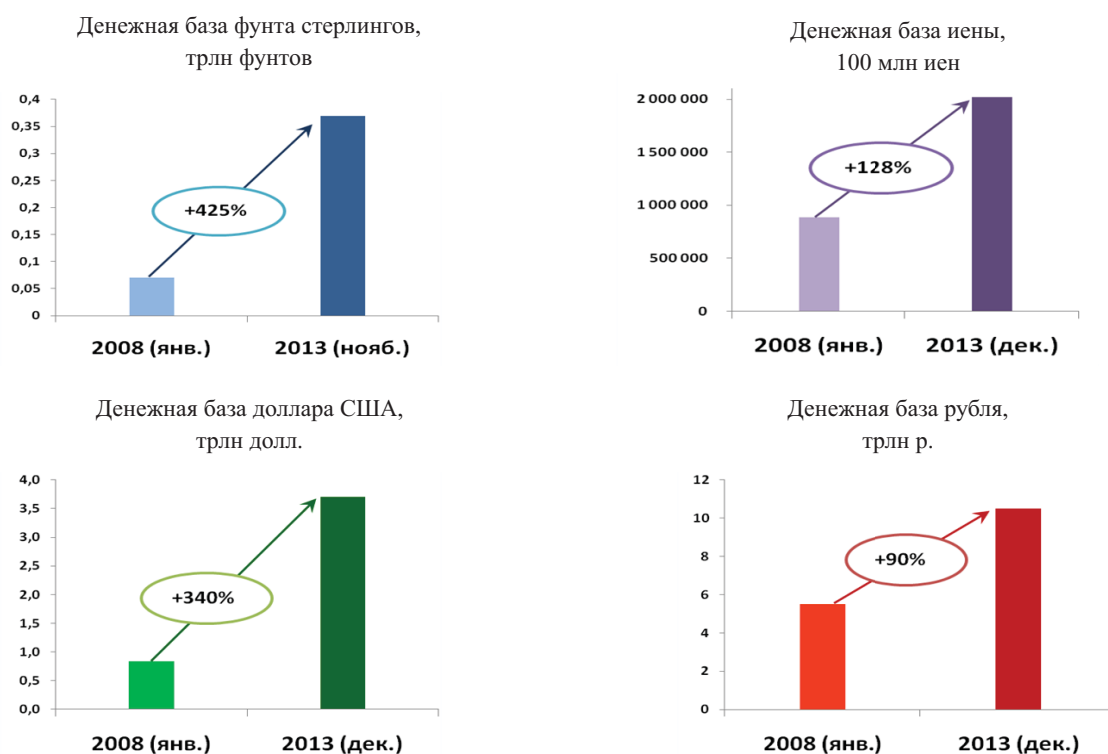 Денежная база фунта стерлингов,
трлн фунтов
0,4
0,35
0,3
0,25
0,2
0,15
0,1
0,05
0
+425%
2008 (янв.) 2013 (нояб.)
Денежная база иены,
100 млн иен
2 000 000
1 500 000
1 000 000
500 000
0
+128%
2008 (янв.) 2013 (дек.)
Денежная база доллара США,
трлн долл.
4,0
3,5
3,0
2,5
2,0
1,5
1,0
0,5
0,0
+340%
2008 (янв.) 2013 (дек.)
Денежная база рубля,
трлн р.
12
10
8
6
4
2
0
+90%
2008 (янв.) 2013 (дек.)